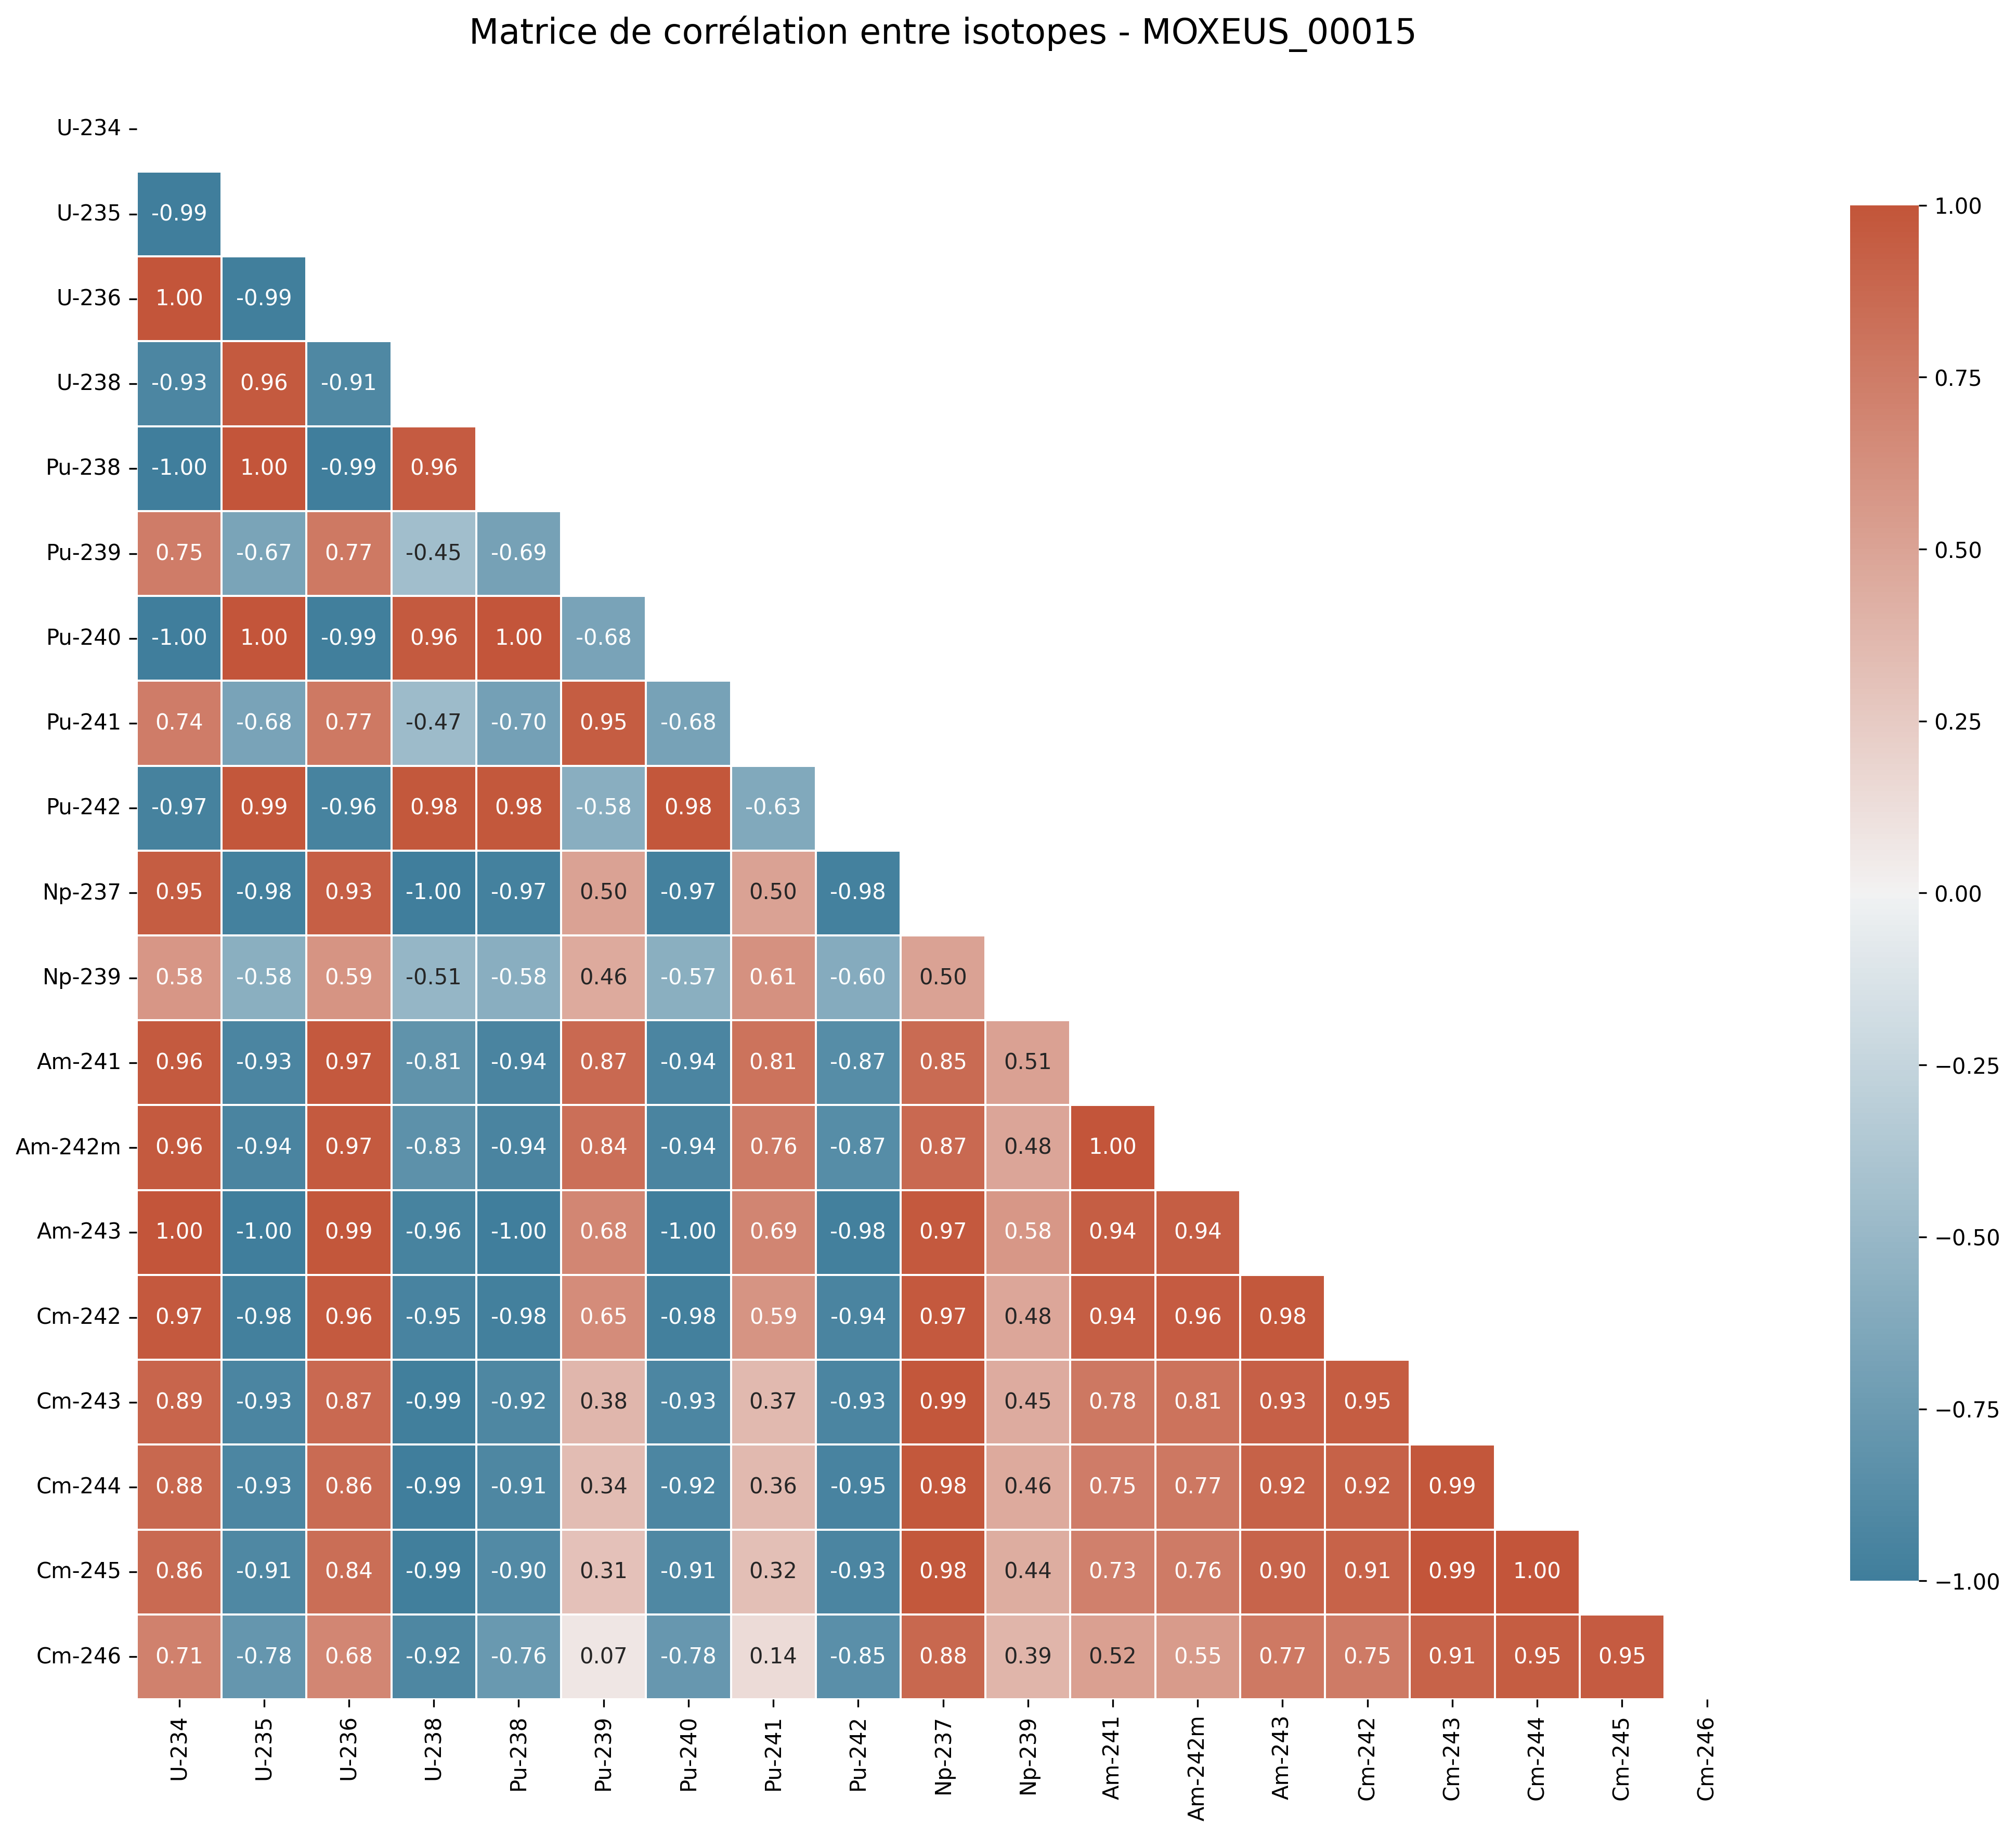 Matrice de corrélation entre isotopes - MOXEUS_00015
U-234
U-235 -0.99
U-236 1.00 -0.99
U-238 -0.93 0.96 -0.91
Pu-238 -1.00 1.00 -0.99 0.96
Pu-239 0.75 -0.67 0.77 -0.45 -0.69
Pu-240 -1.00 1.00 -0.99 0.96 1.00 -0.68
Pu-241 0.74 -0.68 0.77 -0.47 -0.70 0.95 -0.68
Pu-242 -0.97 0.99 -0.96 0.98 0.98 -0.58 0.98 -0.63
Np-237 0.95 -0.98 0.93 -1.00 -0.97 0.50 -0.97 0.50 -0.98
Np-239 0.58 -0.58 0.59 -0.51 -0.58 0.46 -0.57 0.61 -0.60 0.50
Am-241 0.96 -0.93 0.97 -0.81 -0.94 0.87 -0.94 0.81 -0.87 0.85 0.51
Am-242m 0.96 -0.94 0.97 -0.83 -0.94 0.84 -0.94 0.76 -0.87 0.87 0.48 1.00
Am-243 1.00 -1.00 0.99 -0.96 -1.00 0.68 -1.00 0.69 -0.98 0.97 0.58 0.94 0.94
Cm-242 0.97 -0.98 0.96 -0.95 -0.98 0.65 -0.98 0.59 -0.94 0.97 0.48 0.94 0.96 0.98
Cm-243 0.89 -0.93 0.87 -0.99 -0.92 0.38 -0.93 0.37 -0.93 0.99 0.45 0.78 0.81 0.93 0.95
Cm-244 0.88 -0.93 0.86 -0.99 -0.91 0.34 -0.92 0.36 -0.95 0.98 0.46 0.75 0.77 0.92 0.92 0.99
Cm-245 0.86 -0.91 0.84 -0.99 -0.90 0.31 -0.91 0.32 -0.93 0.98 0.44 0.73 0.76 0.90 0.91 0.99 1.00
Cm-246 0.71 -0.78 0.68 -0.92 -0.76 0.07 -0.78 0.14 -0.85 0.88 0.39 0.52 0.55 0.77 0.75 0.91 0.95 0.95
U-234 U-235 U-236 U-238 Pu-238 Pu-239 Pu-240 Pu-241 Pu-242 Np-237 Np-239 Am-241 Am-242m Am-243 Cm-242 Cm-243 Cm-244 Cm-245 Cm-246
1.00
0.75
0.50
0.25
0.00
−0.25
−0.50
−0.75
−1.00